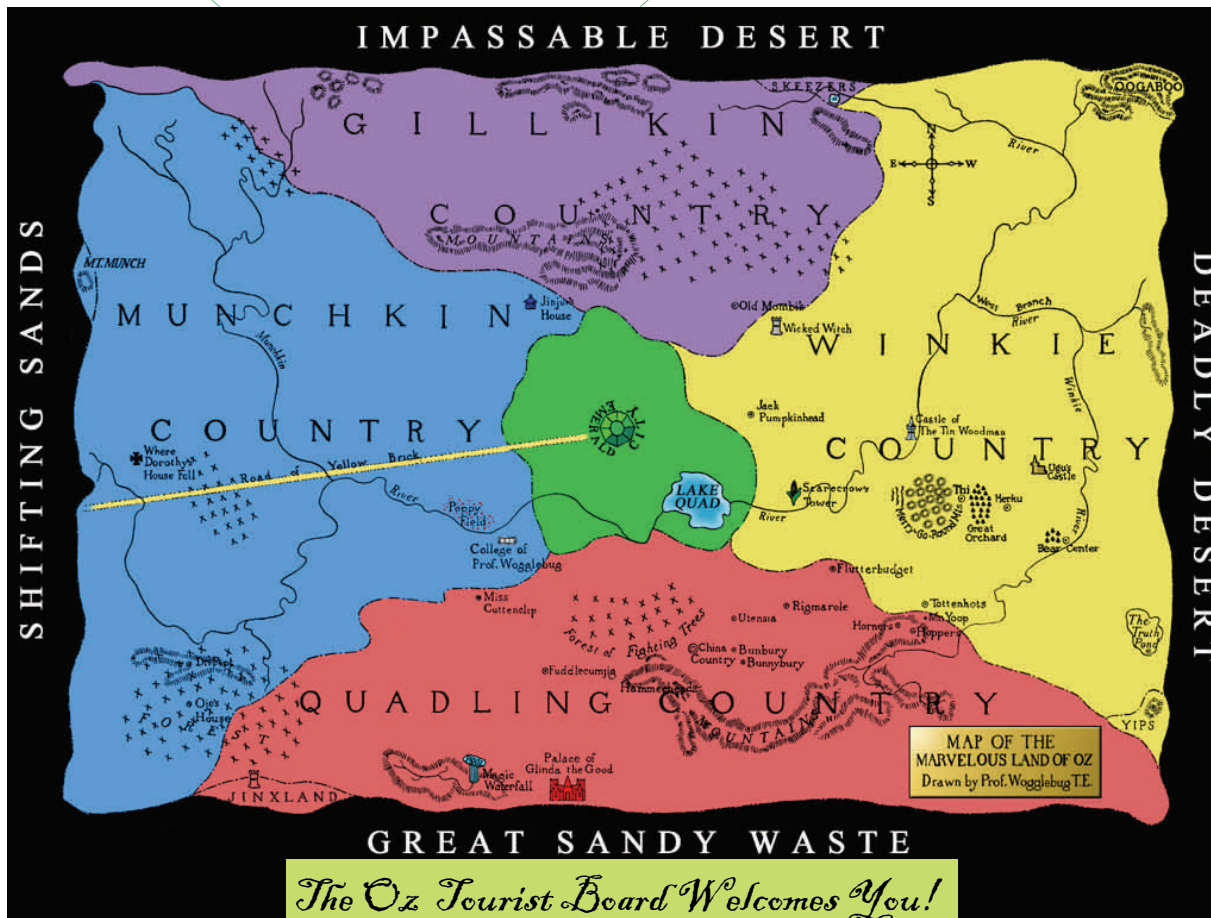 IMPASSABLE DESERT
SKEEZERS
OOGABOO
GILLIKIN
River
N
E W
S
COUNTRY
MOUNTAINS
SHIFTING SANDS
DEADLY DESERT
MT. MUNCH
MUNCHKIN
Jinjur's
House
Old Mombi
Wicked Witch
West Branch
River
WINKIE
Munchkin
Winkie
EMERALD
CITY
Jack
Pumpkinhead
Castle of
The Tin Woodman
COUNTRY
COUNTRY
Where
Dorothy's
House Fell
Road of Yellow Brick
Ugu's
Castle
River
Poppy
Field
LAKE
QUAD
River
Scarecrow's
Tower
Merry-Go-Round Mts
Thi
Herku
Great
Orchard
River
Bear Center
College of
Prof. Wogglebug
Flutterbudget
Miss
Cuttenclip
Forest of Fighting Trees
Rigmarole
Utensia
Tottenhots
Mr. Yoop
Horners
Hoppers
The
Truth
Pond
China
Country
Bunbury
Bunnybury
Dr. Pipt
Fuddlecumjig
Hammerheads
Ojo's
House
FOREST
QUADLING COUNTRY
MOUNTAINS
YIPS
MAP OF THE
MARVELOUS LAND OF OZ
Drawn by Prof. Wogglebug T.E.
Magic
Waterfall
Palace of
Glinda the Good
JINXLAND
GREAT SANDY WASTE
The Oz Tourist Board Welcomes You!